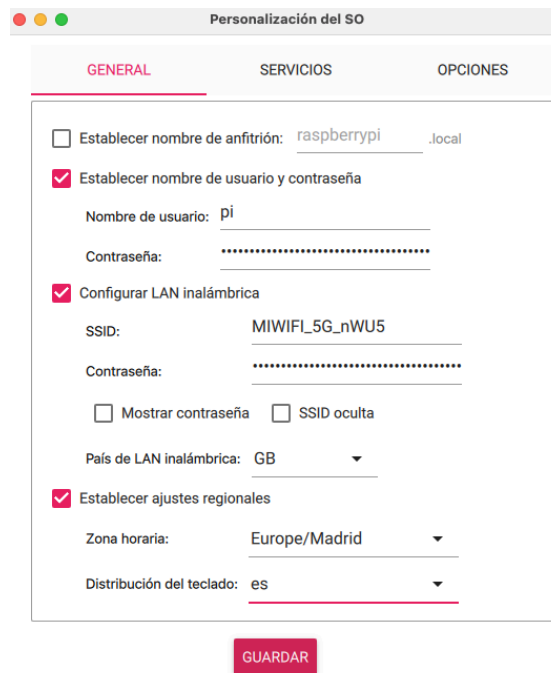 Personalización del SO
GENERAL SERVICIOS OPCIONES
Establecer nombre de anfitrión: raspberrypi .local
Establecer nombre de usuario y contraseña
Nombre de usuario: pi
Contraseña: •••••••••••••••••••••••••••••••••••••
Configurar LAN inalámbrica
SSID: MIWIFI_5G_nWU5
Contraseña: •••••••••••••••••••••••••••••••••••••
Mostrar contraseña SSID oculta
País de LAN inalámbrica: GB
Establecer ajustes regionales
Zona horaria: Europe/Madrid
Distribución del teclado: es
GUARDAR